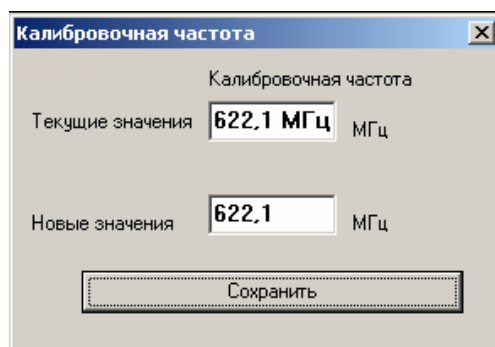 Калибровочная частота
Калибровочная частота
Текущие значения 622,1 МГц МГц
Новые значения 622,1 МГц
Сохранить